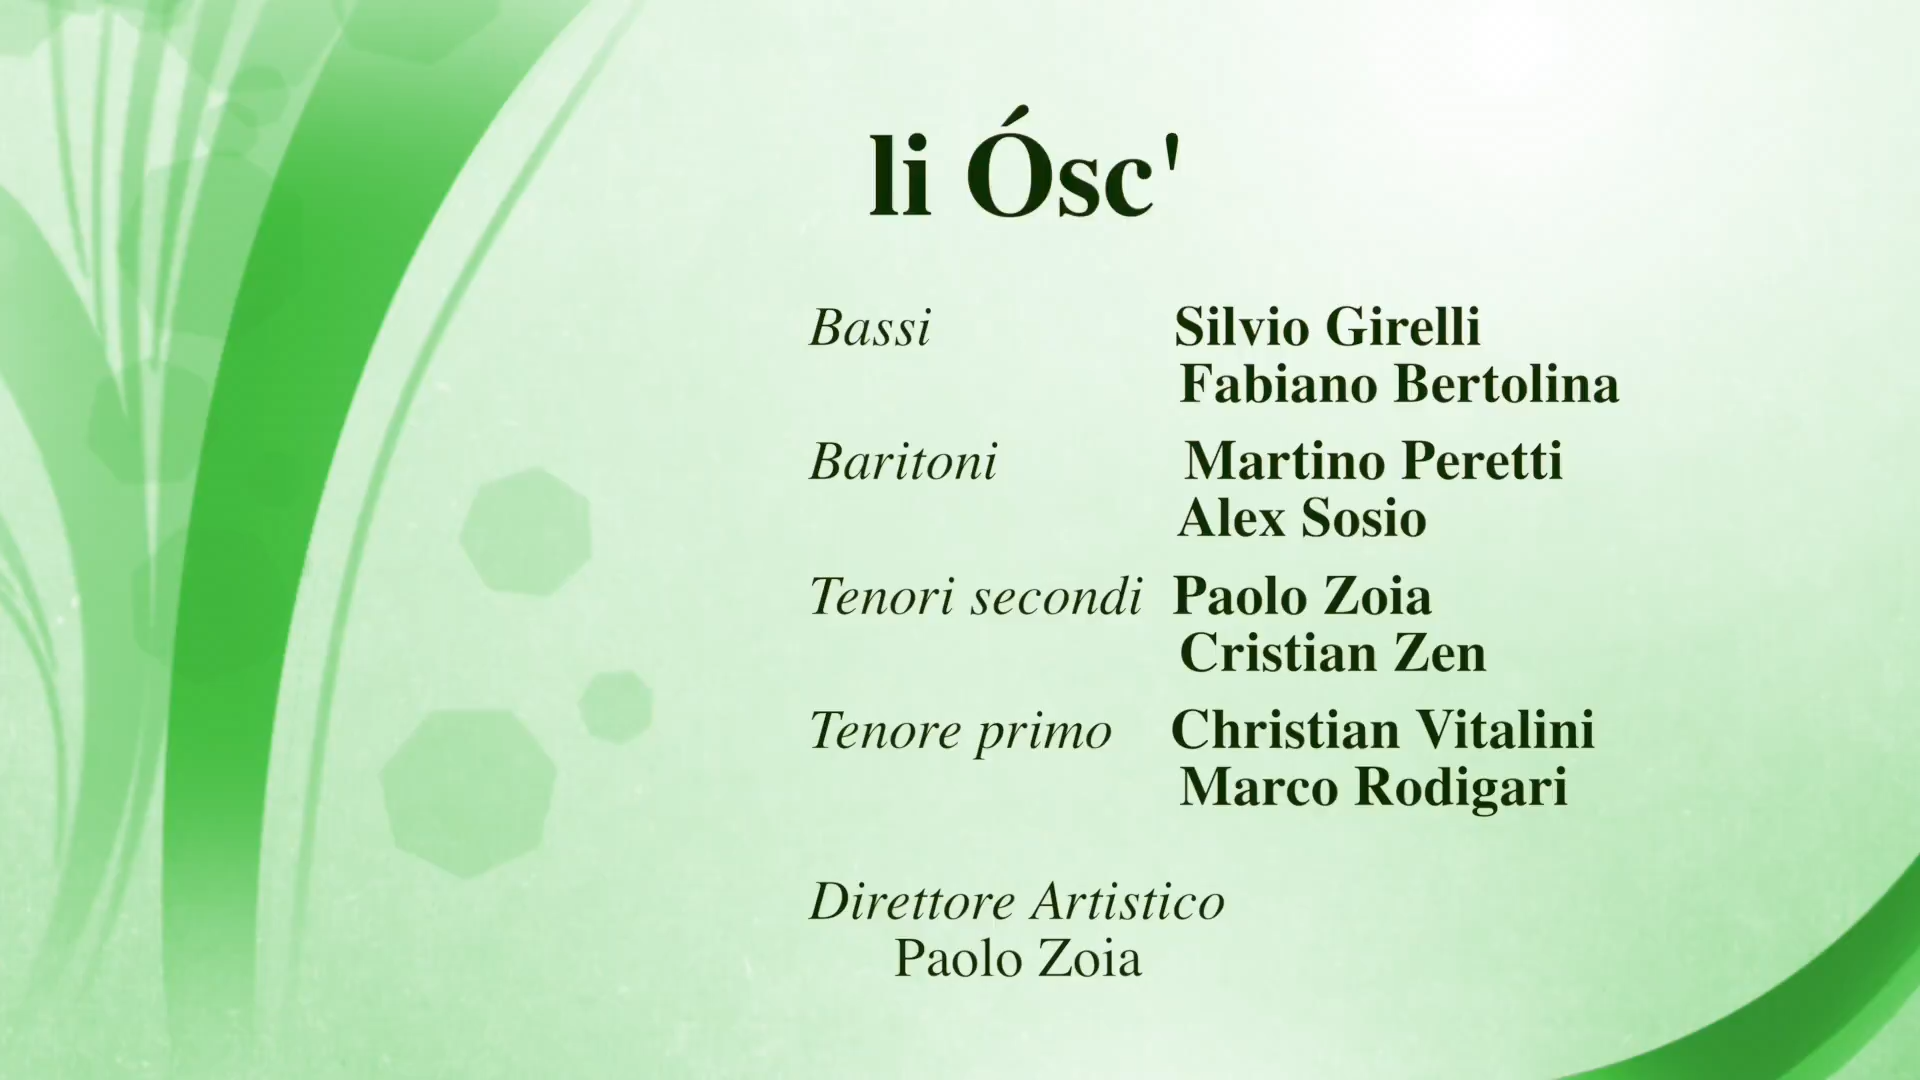 li Ósc'
Bassi Silvio Girelli
Fabiano Bertolina
Baritoni Martino Peretti
Alex Sosio
Tenori secondi Paolo Zoia
Cristian Zen
Tenore primo Christian Vitalini
Marco Rodigari
Direttore Artistico
Paolo Zoia